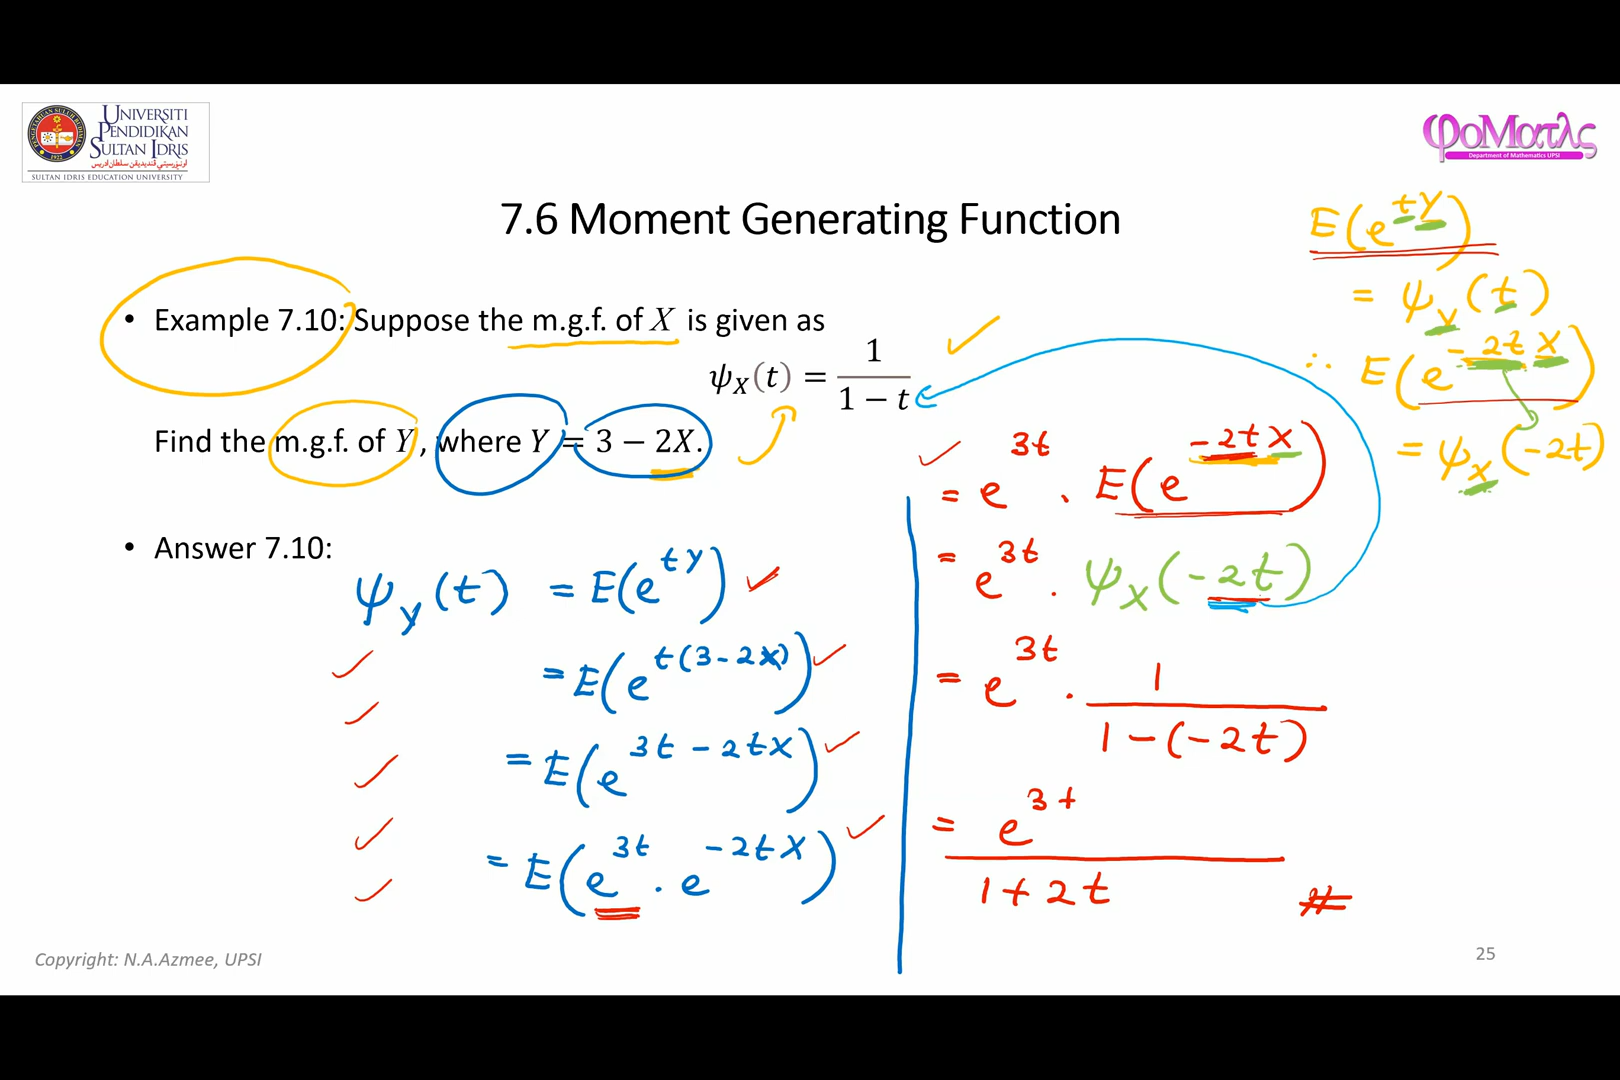 UNIVERSITI
PENDIDIKAN
SULTAN IDRIS
SULTAN IDRIS EDUCATION UNIVERSITY
φoMaτλs
Department of Mathematics UPSI
7.6 Moment Generating Function
• Example 7.10: Suppose the m.g.f. of X is given as
ψ_X(t) = 1/(1 − t)
Find the m.g.f. of Y , where Y = 3 − 2X.
• Answer 7.10:
ψ_Y(t) = E(e^{tY})
= E(e^{t(3-2X)})
= E(e^{3t - 2tX})
= E(e^{3t} · e^{-2tX})
= e^{3t} · E(e^{-2tX})
= e^{3t} · ψ_X(-2t)
= e^{3t} · 1/(1-(-2t))
= e^{3t}/(1+2t)
E(e^{tY})
= ψ_Y(t)
∴ E(e^{-2tX})
= ψ_X(-2t)
Copyright: N.A.Azmee, UPSI
25